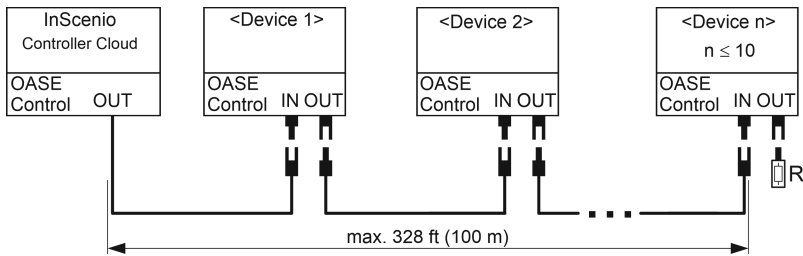 InScenio
Controller Cloud
OASE
Control OUT
<Device 1>
OASE
Control IN OUT
<Device 2>
OASE
Control IN OUT
<Device n>
n ≤ 10
OASE
Control IN OUT
R
max. 328 ft (100 m)